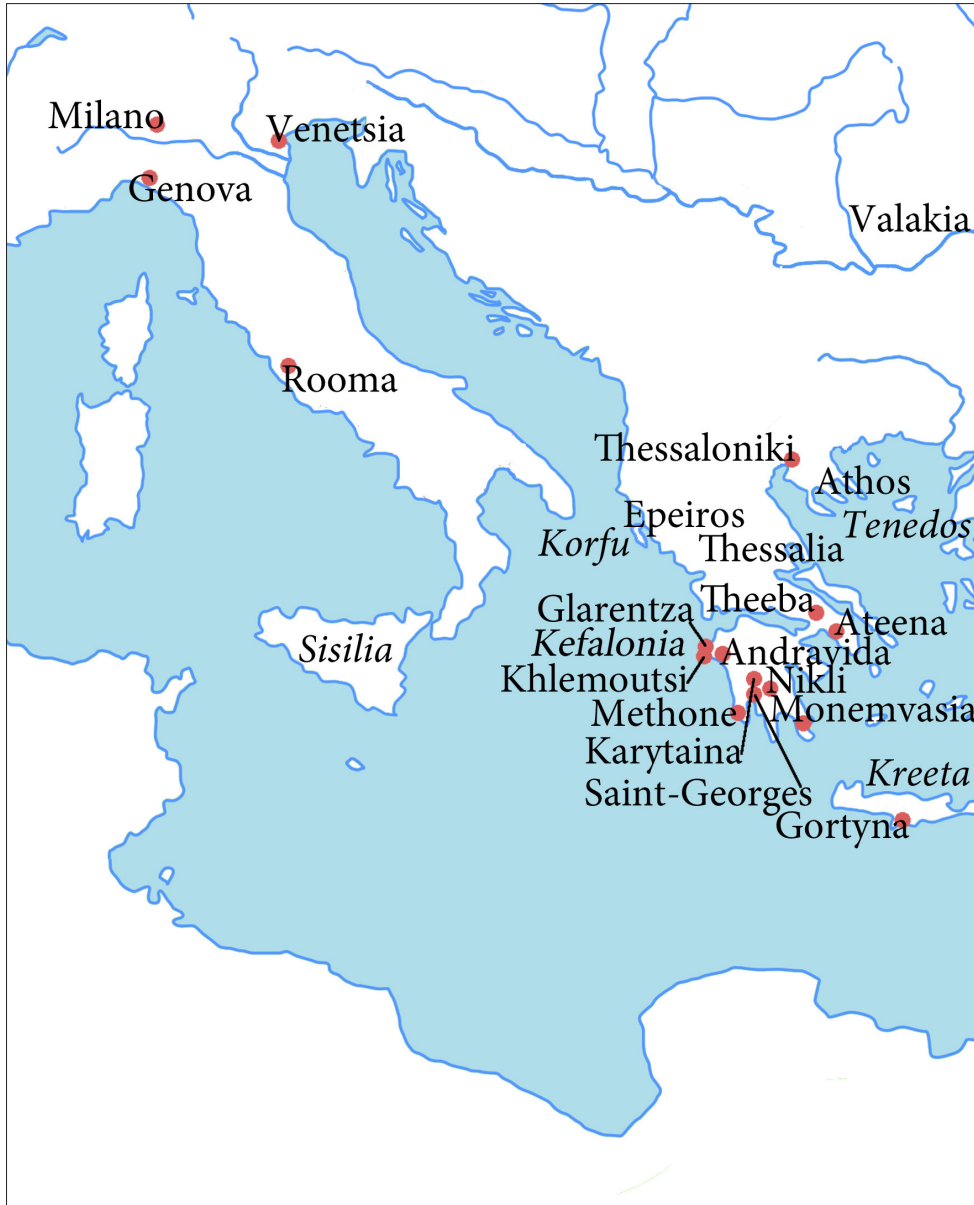 Milano
Venetsia
Genova
Valakia
Rooma
Thessaloniki
Athos
Epeiros
Tenedos
Korfu
Thessalia
Theeba
Glarentza
Ateena
Kefalonia
Andravida
Sisilia
Khlemoutsi
Nikli
Methone
Monemvasia
Karytaina
Kreeta
Saint-Georges
Gortyna